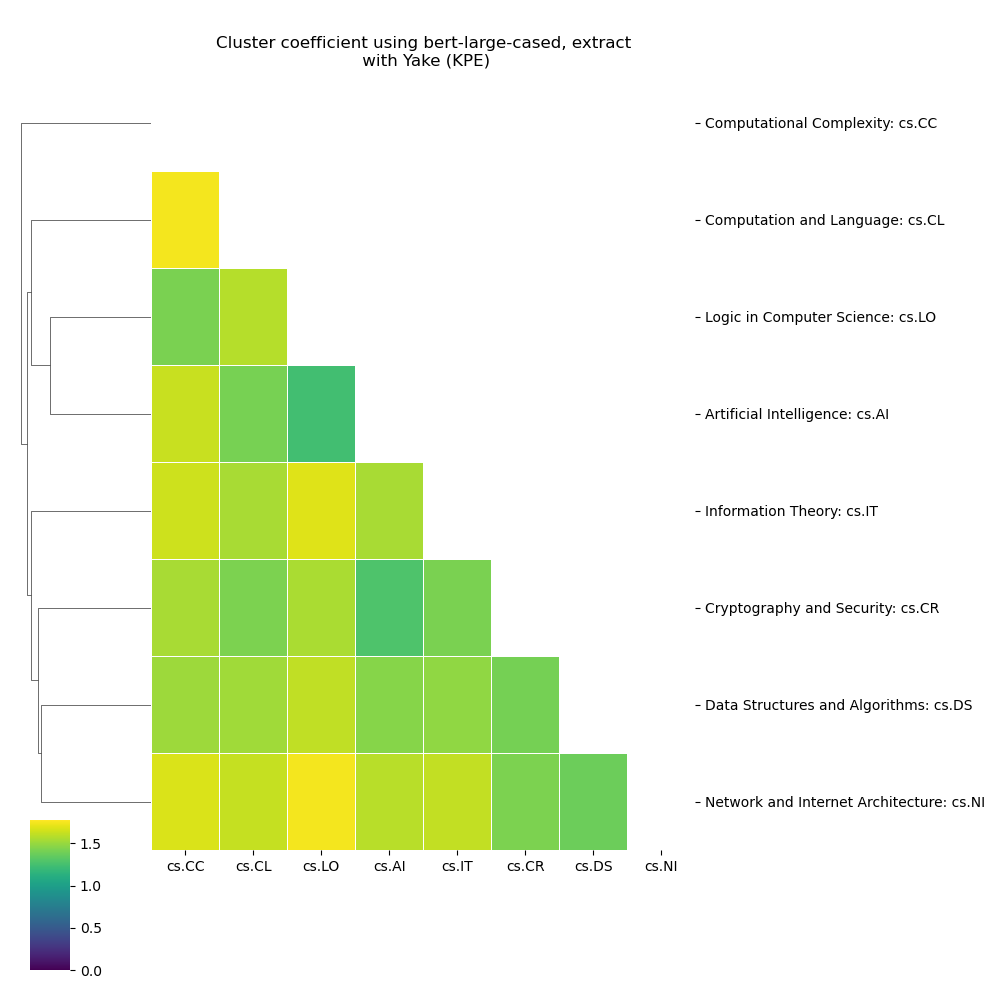 Cluster coefficient using bert-large-cased, extract
with Yake (KPE)
Computational Complexity: cs.CC
Computation and Language: cs.CL
Logic in Computer Science: cs.LO
Artificial Intelligence: cs.AI
Information Theory: cs.IT
Cryptography and Security: cs.CR
Data Structures and Algorithms: cs.DS
Network and Internet Architecture: cs.NI
1.5
1.0
0.5
0.0
cs.CC cs.CL cs.LO cs.AI cs.IT cs.CR cs.DS cs.NI